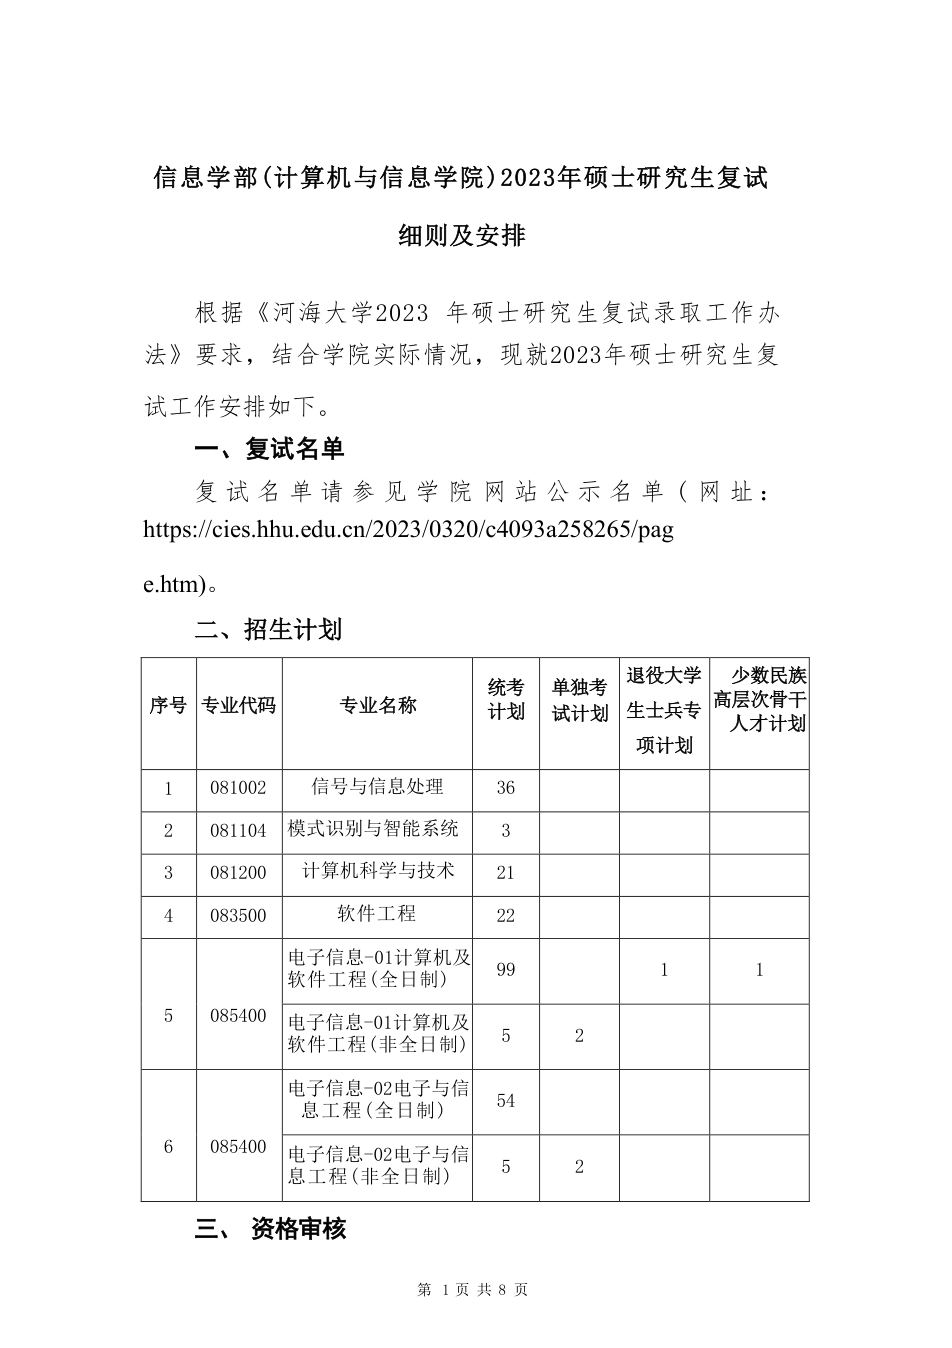 信息学部(计算机与信息学院)2023年硕士研究生复试
细则及安排
根据《河海大学2023 年硕士研究生复试录取工作办
法》要求，结合学院实际情况，现就2023年硕士研究生复
试工作安排如下。
一、复试名单
复试名单请参见学院网站公示名单(网址：
https://cies.hhu.edu.cn/2023/0320/c4093a258265/pag
e.htm)。
二、招生计划
序号 专业代码 专业名称 统考计划 单独考试计划 退役大学生士兵专项计划 少数民族高层次骨干人才计划
1 081002 信号与信息处理 36
2 081104 模式识别与智能系统 3
3 081200 计算机科学与技术 21
4 083500 软件工程 22
5 085400 电子信息-01计算机及软件工程(全日制) 99 1 1
电子信息-01计算机及软件工程(非全日制) 5 2
6 085400 电子信息-02电子与信息工程(全日制) 54
电子信息-02电子与信息工程(非全日制) 5 2
三、 资格审核
第 1 页 共 8 页